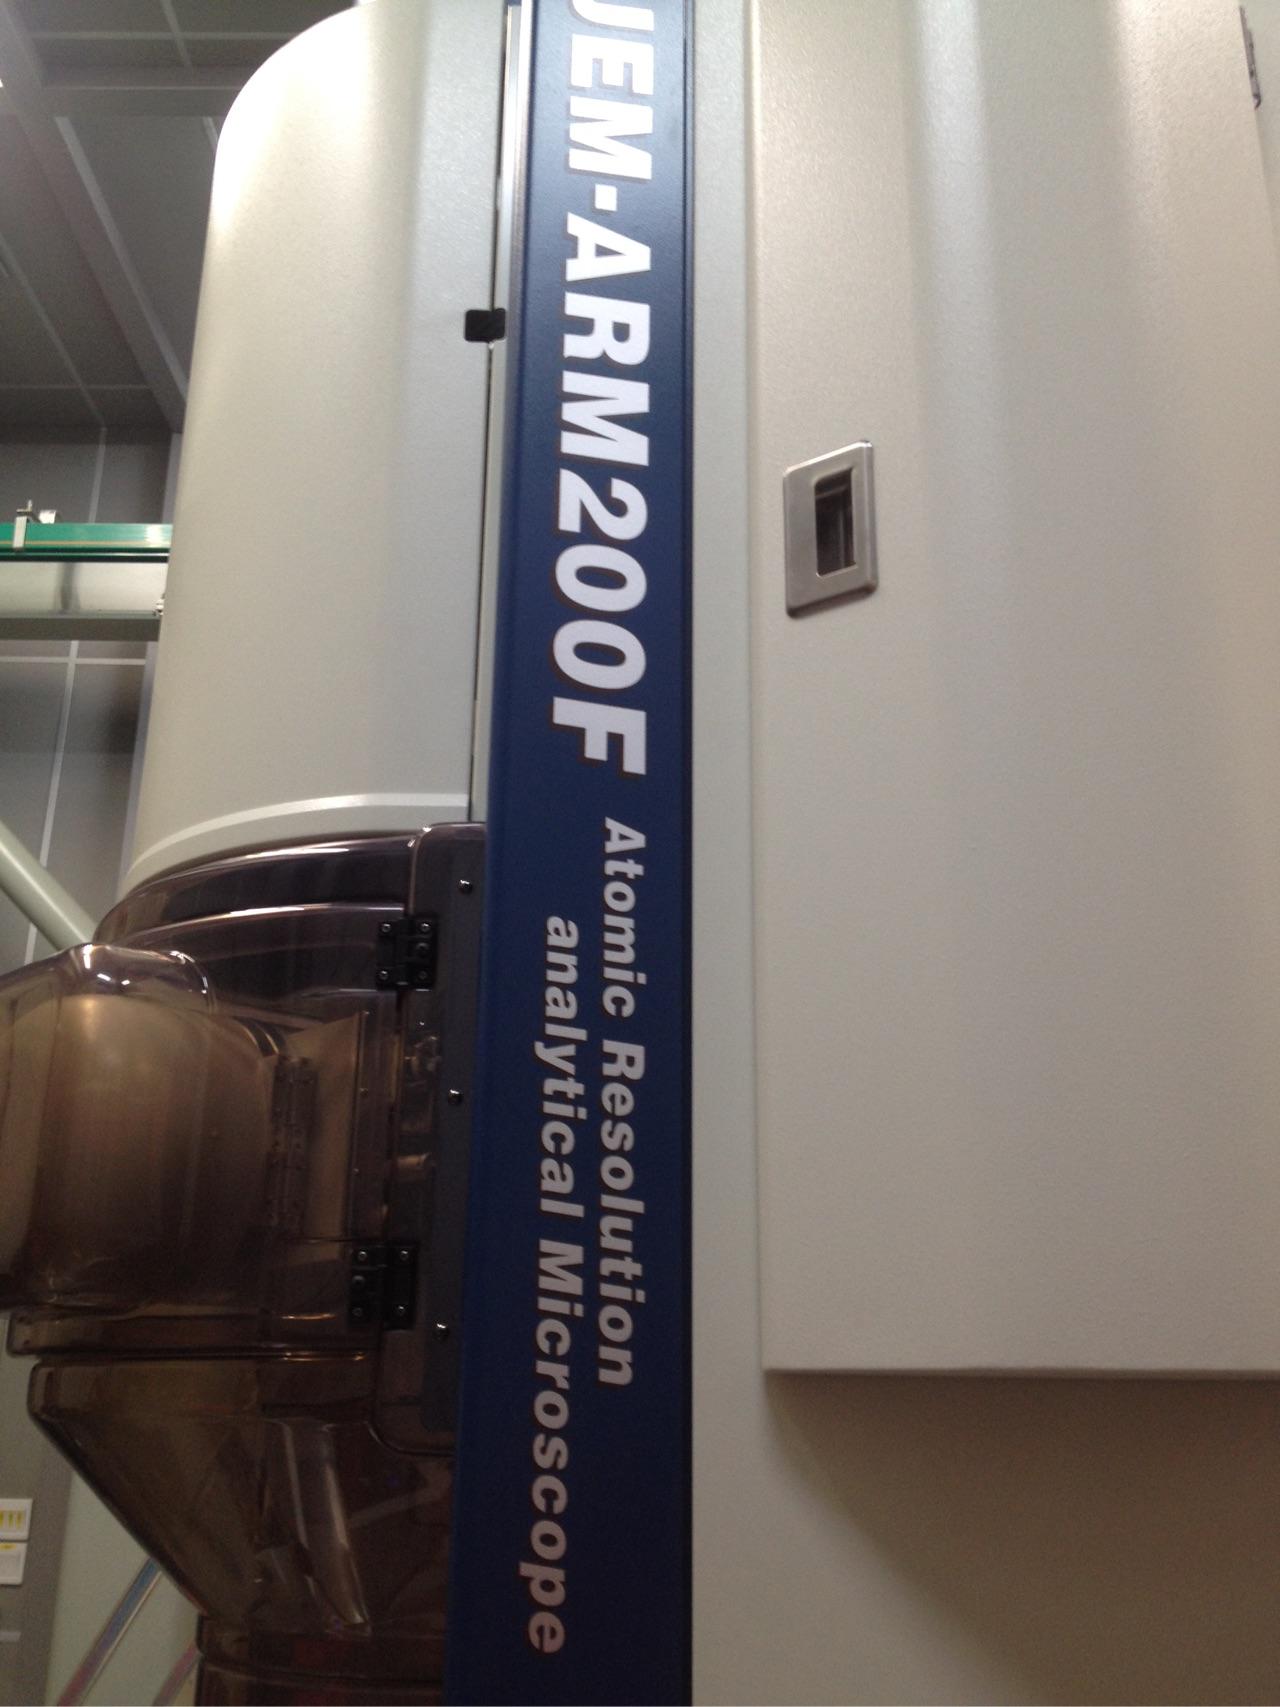 JEM-ARM200F
Atomic Resolution
analytical Microscope